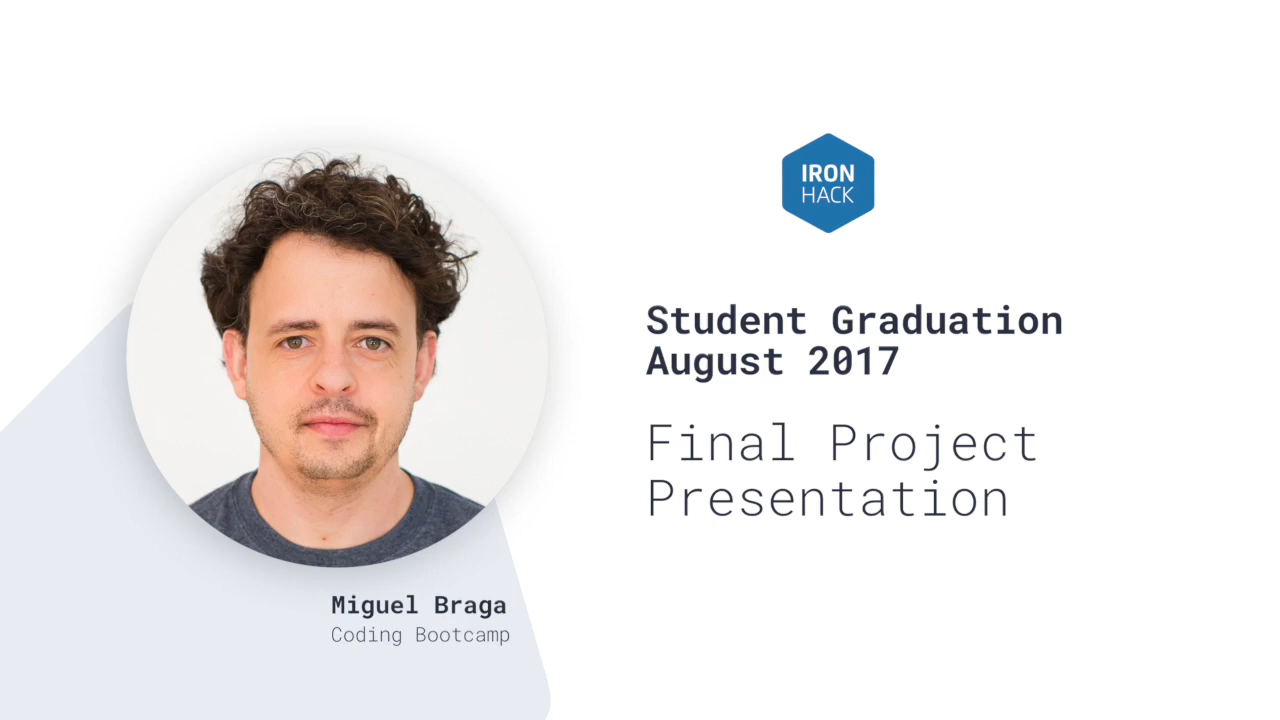 IRON
HACK
Student Graduation
August 2017
Final Project
Presentation
Miguel Braga
Coding Bootcamp